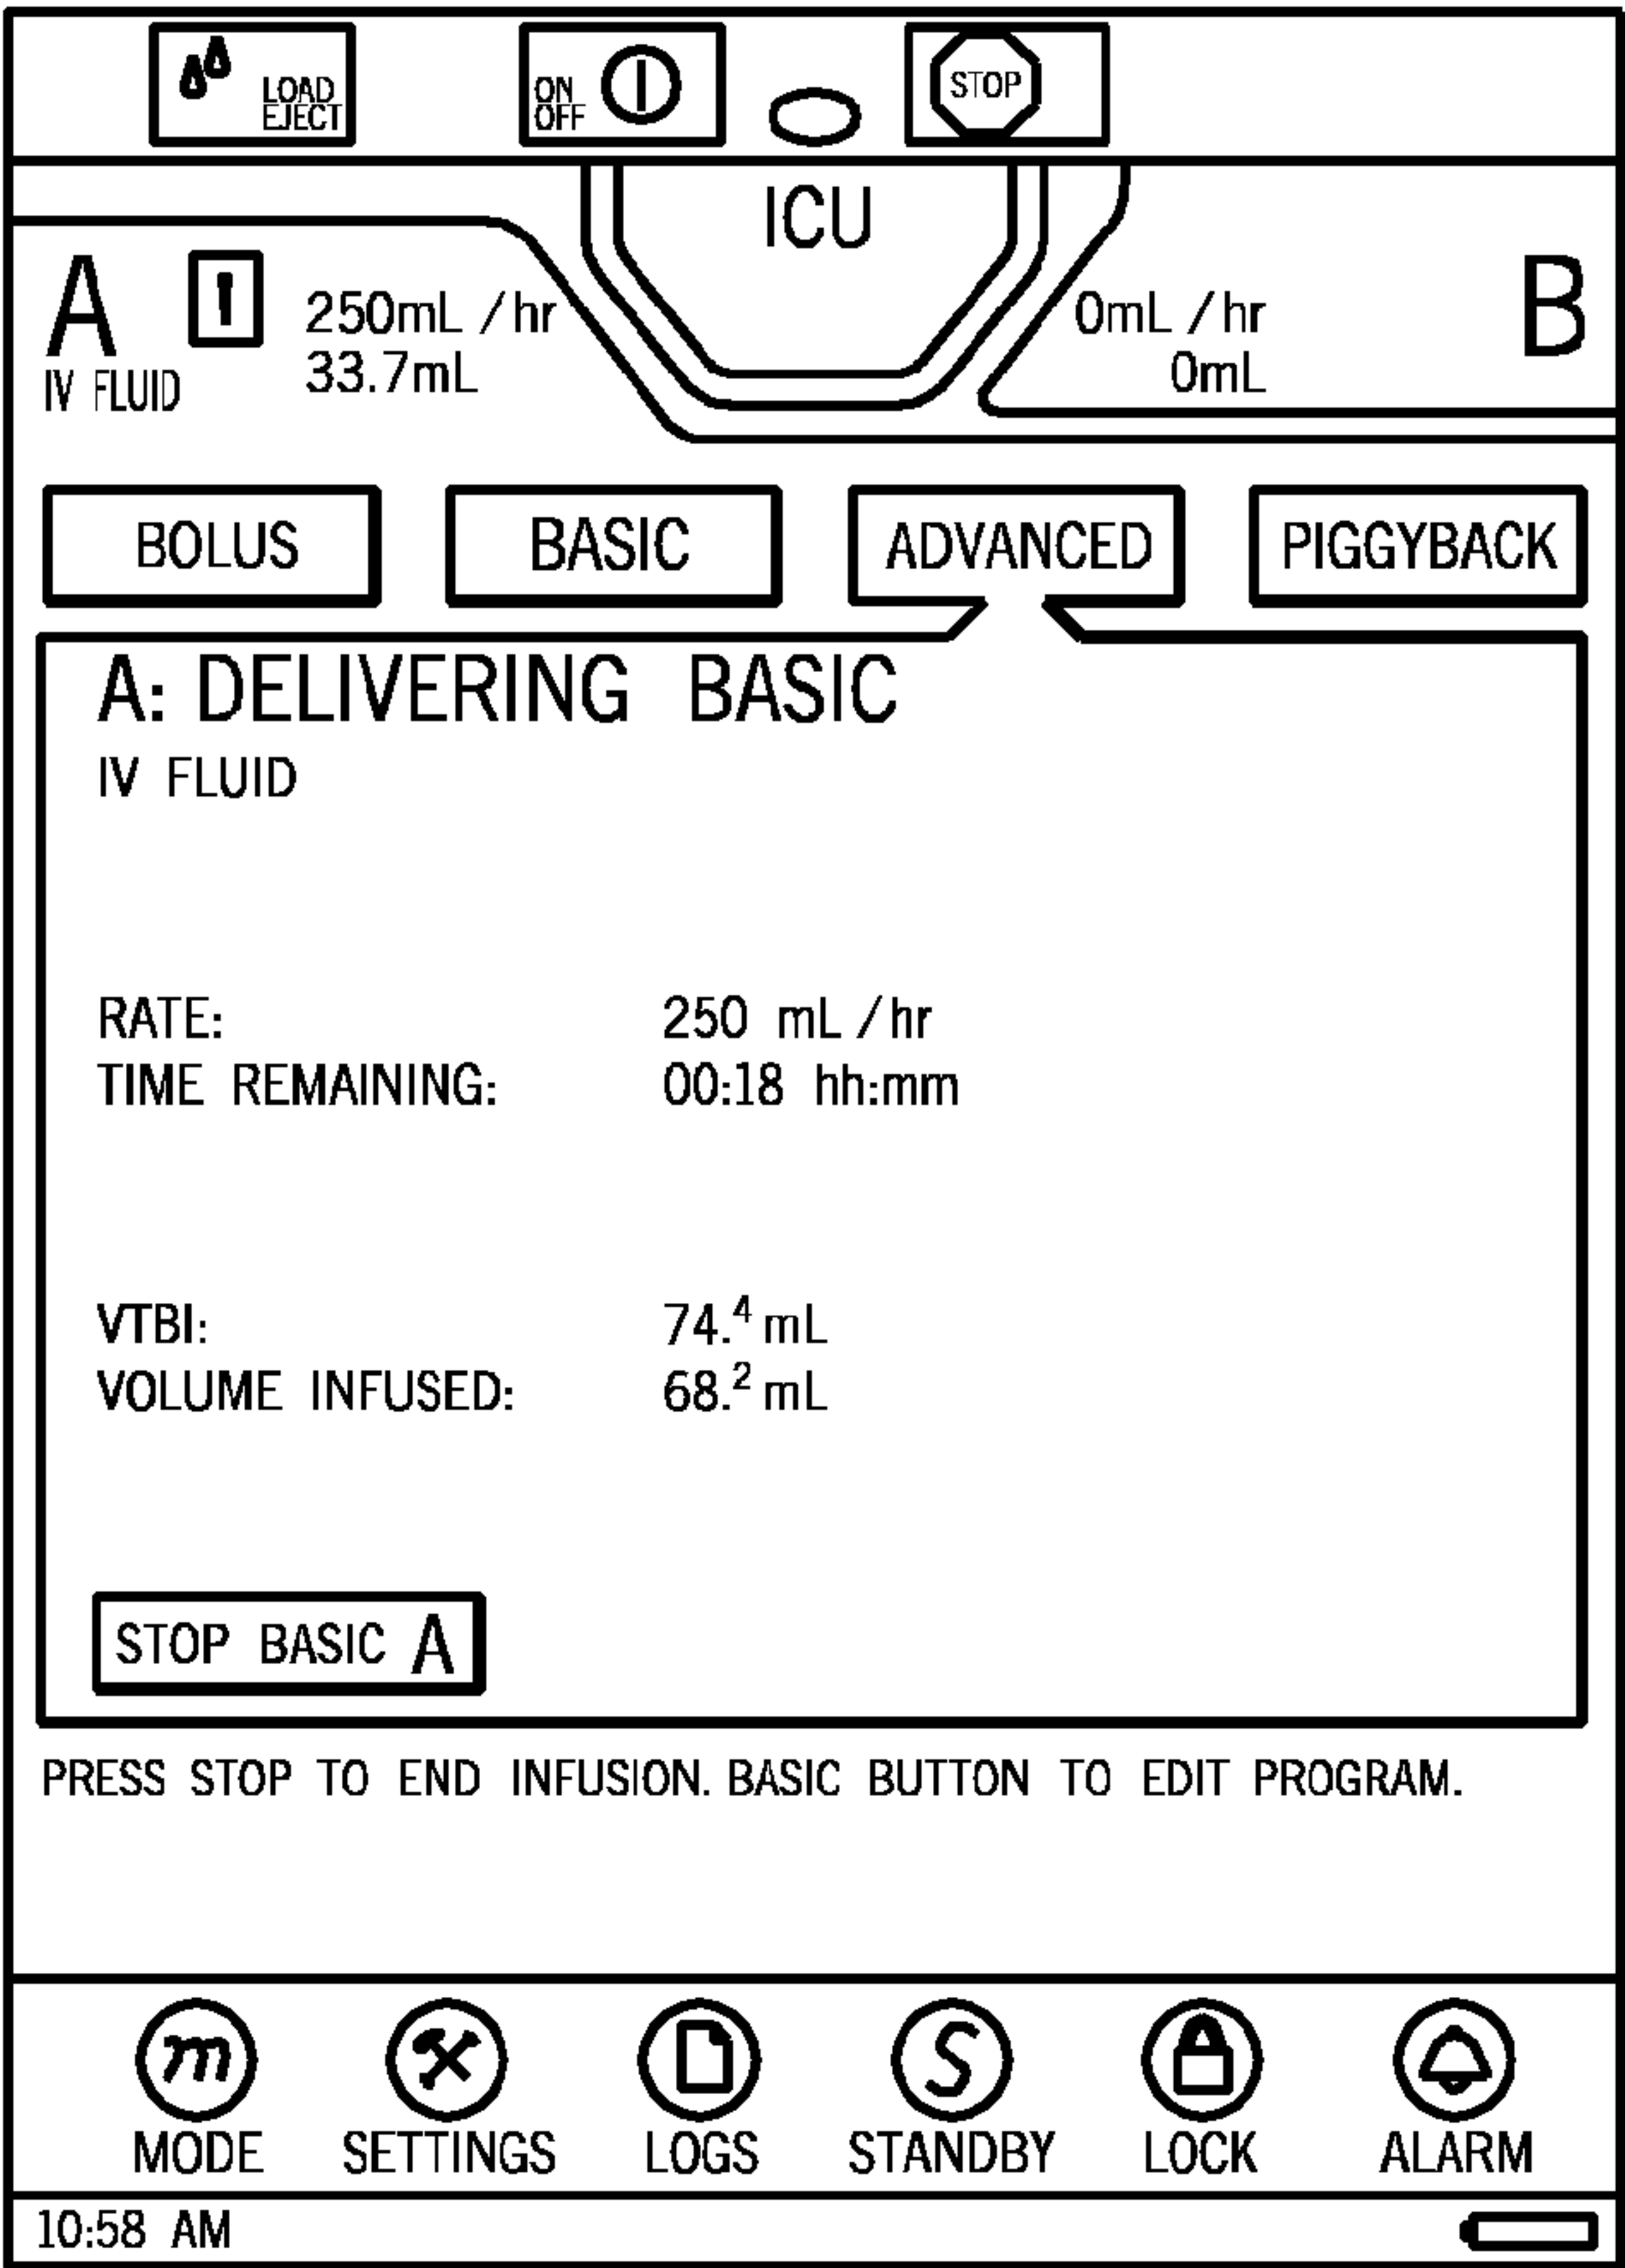 LOAD
EJECT
ON
OFF
STOP
ICU
A
250mL/hr
33.7mL
IV FLUID
0mL/hr
0mL
B
BOLUS
BASIC
ADVANCED
PIGGYBACK
A: DELIVERING BASIC
IV FLUID
RATE: 250 mL/hr
TIME REMAINING: 00:18 hh:mm
VTBI: 74.4 mL
VOLUME INFUSED: 68.2 mL
STOP BASIC A
PRESS STOP TO END INFUSION. BASIC BUTTON TO EDIT PROGRAM.
m
S
MODE SETTINGS LOGS STANDBY LOCK ALARM
10:58 AM